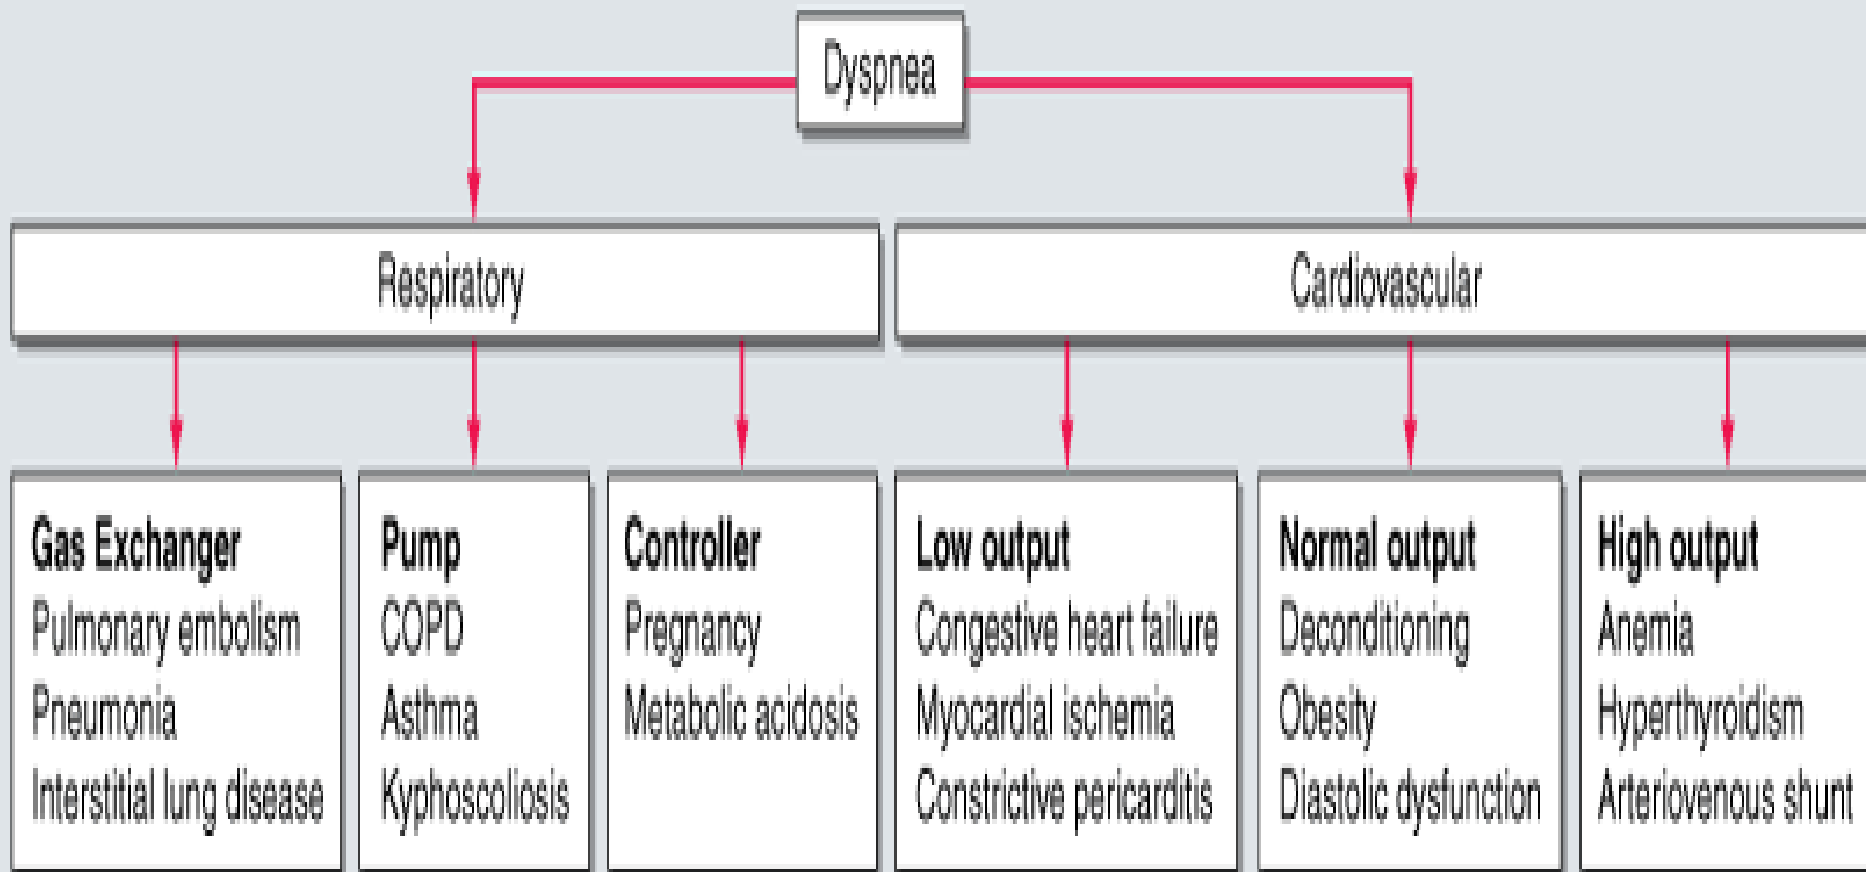 Dyspnea
Respiratory
Cardiovascular
Gas Exchanger
Pulmonary embolism
Pneumonia
Interstitial lung disease
Pump
COPD
Asthma
Kyphoscoliosis
Controller
Pregnancy
Metabolic acidosis
Low output
Congestive heart failure
Myocardial ischemia
Constrictive pericarditis
Normal output
Deconditioning
Obesity
Diastolic dysfunction
High output
Anemia
Hyperthyroidism
Arteriovenous shunt